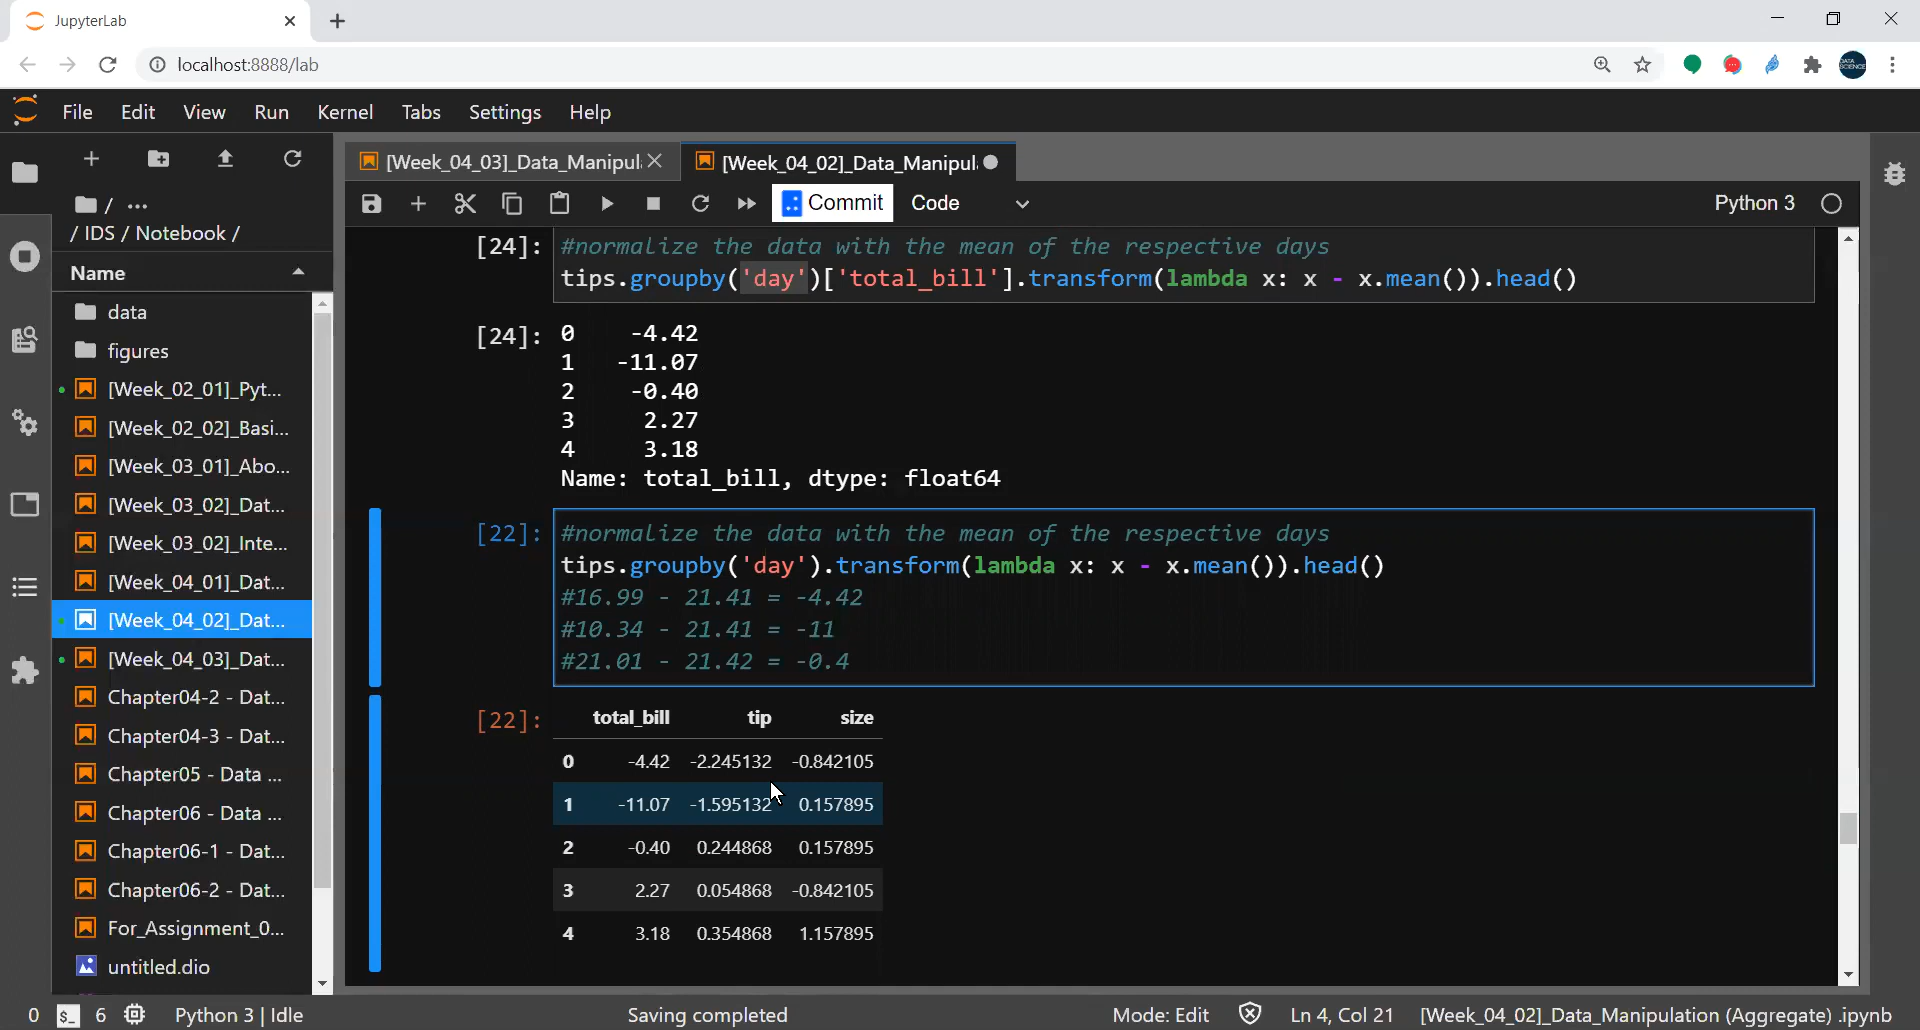 JupyterLab
localhost:8888/lab
File Edit View Run Kernel Tabs Settings Help
[Week_04_03]_Data_Manipul
[Week_04_02]_Data_Manipul
/ ...
/ IDS / Notebook /
Commit Code Python 3
Name
data
figures
[Week_02_01]_Pyt...
[Week_02_02]_Basi...
[Week_03_01]_Abo...
[Week_03_02]_Dat...
[Week_03_02]_Inte...
[Week_04_01]_Dat...
[Week_04_02]_Dat...
[Week_04_03]_Dat...
Chapter04-2 - Dat...
Chapter04-3 - Dat...
Chapter05 - Data ...
Chapter06 - Data ...
Chapter06-1 - Dat...
Chapter06-2 - Dat...
For_Assignment_0...
untitled.dio
[24]: #normalize the data with the mean of the respective days
tips.groupby('day')['total_bill'].transform(lambda x: x - x.mean()).head()
[24]: 0 -4.42
1 -11.07
2 -0.40
3 2.27
4 3.18
Name: total_bill, dtype: float64
[22]: #normalize the data with the mean of the respective days
tips.groupby('day').transform(lambda x: x - x.mean()).head()
#16.99 - 21.41 = -4.42
#10.34 - 21.41 = -11
#21.01 - 21.42 = -0.4
[22]: total_bill tip size
0 -4.42 -2.245132 -0.842105
1 -11.07 -1.595132 0.157895
2 -0.40 0.244868 0.157895
3 2.27 0.054868 -0.842105
4 3.18 0.354868 1.157895
0 $_ 6 Python 3 | Idle Saving completed Mode: Edit Ln 4, Col 21 [Week_04_02]_Data_Manipulation (Aggregate) .ipynb